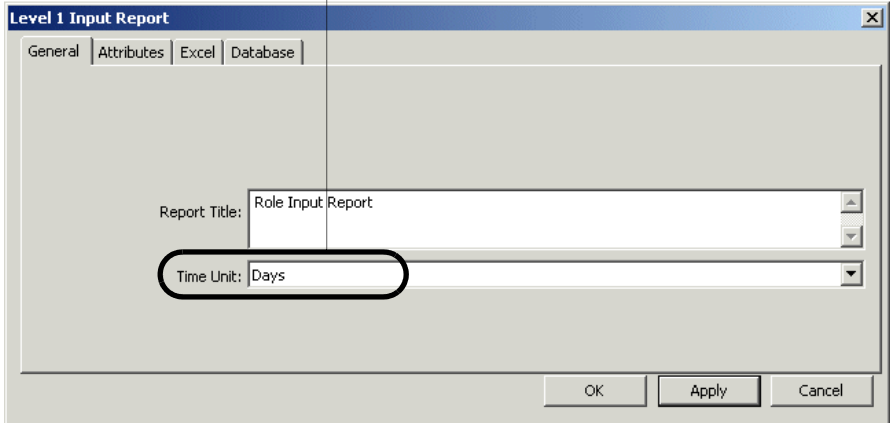 Level 1 Input Report
General Attributes Excel Database
Report Title: Role Input Report
Time Unit: Days
OK Apply Cancel